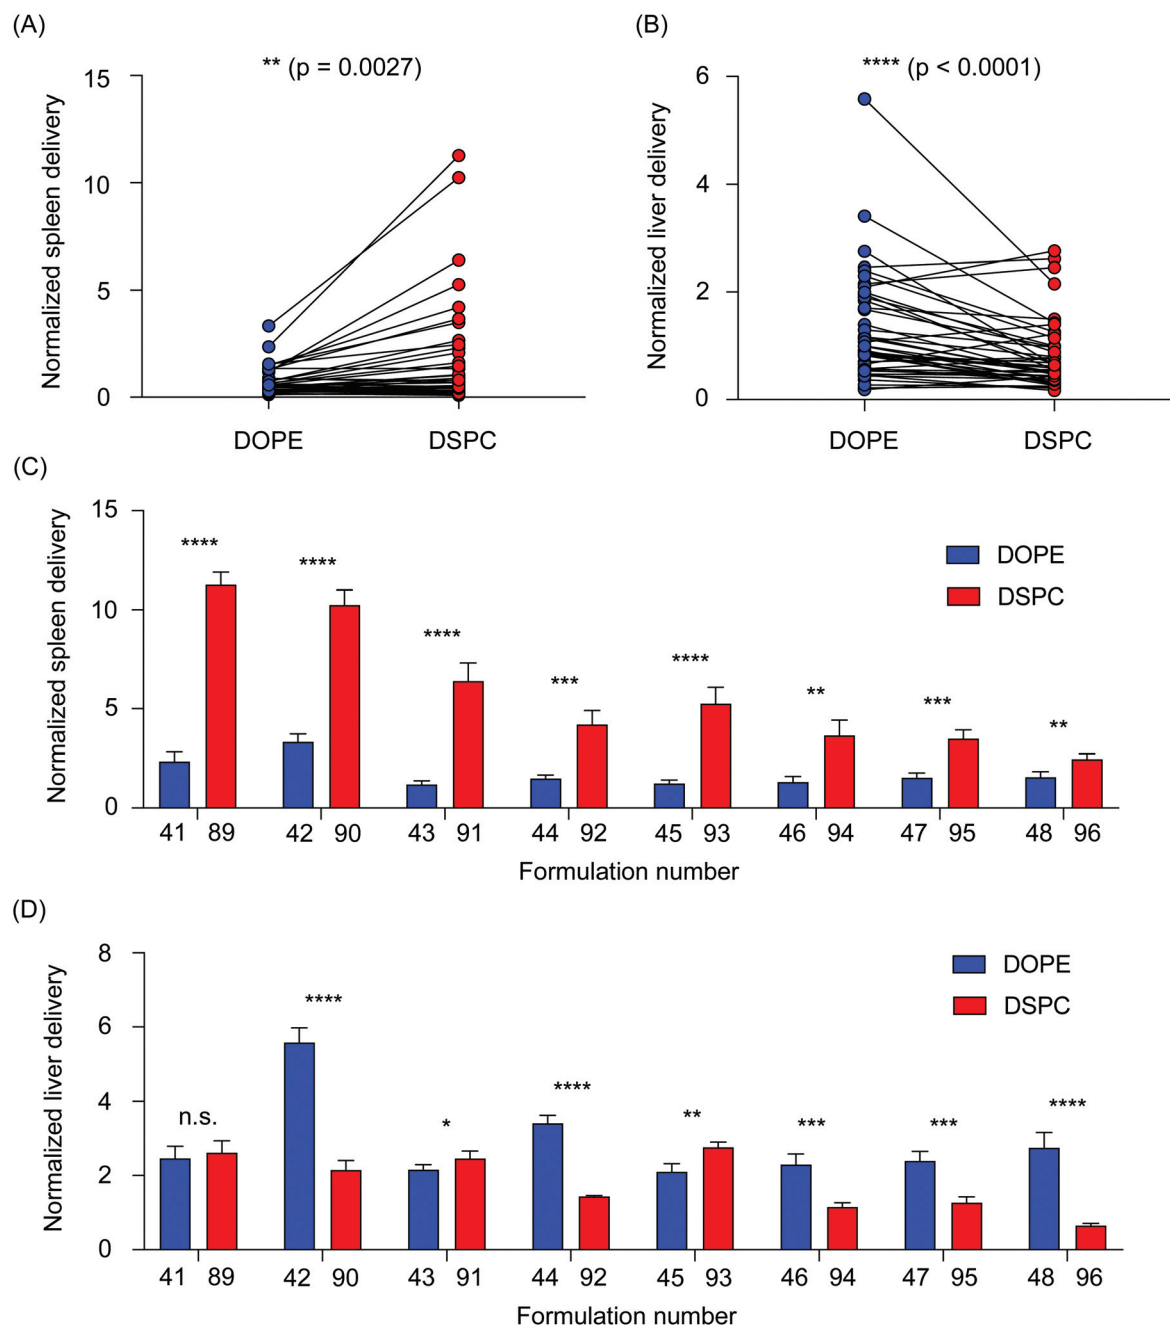 (A)
** (p = 0.0027)
Normalized spleen delivery
15
10
5
0
DOPE DSPC
(B)
**** (p < 0.0001)
Normalized liver delivery
6
4
2
0
DOPE DSPC
(C)
Normalized spleen delivery
15
10
5
0
**** **** **** *** **** ** *** **
DOPE
DSPC
41 89 42 90 43 91 44 92 45 93 46 94 47 95 48 96
Formulation number
(D)
Normalized liver delivery
8
6
4
2
0
n.s. **** * **** ** *** *** ****
DOPE
DSPC
41 89 42 90 43 91 44 92 45 93 46 94 47 95 48 96
Formulation number